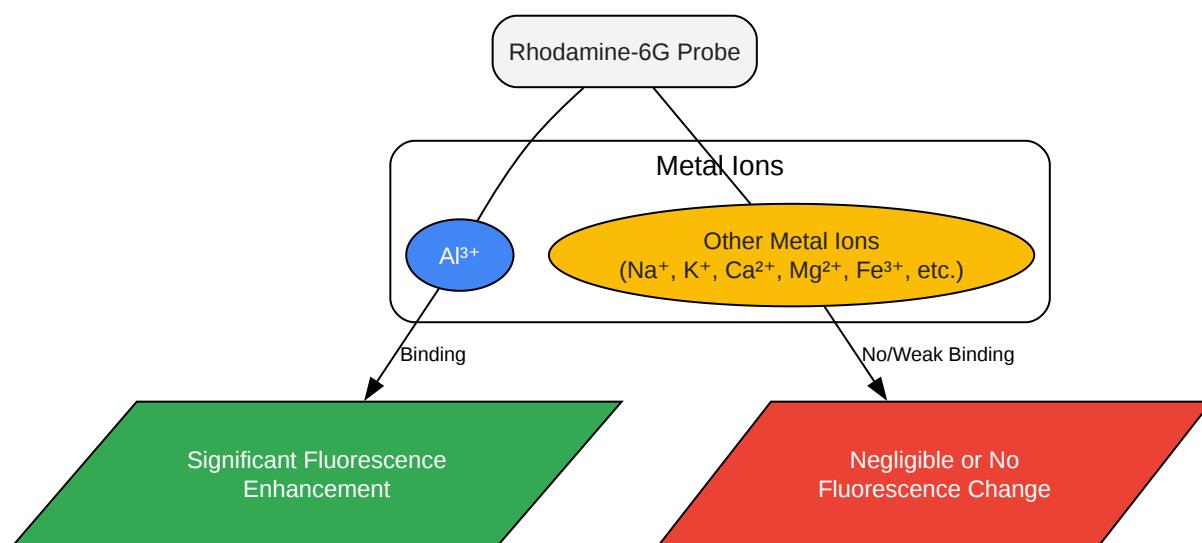 Rhodamine-6G Probe
Metal Ions
Al³⁺
Other Metal Ions
(Na⁺, K⁺, Ca²⁺, Mg²⁺, Fe³⁺, etc.)
Binding
No/Weak Binding
Significant Fluorescence
Enhancement
Negligible or No
Fluorescence Change